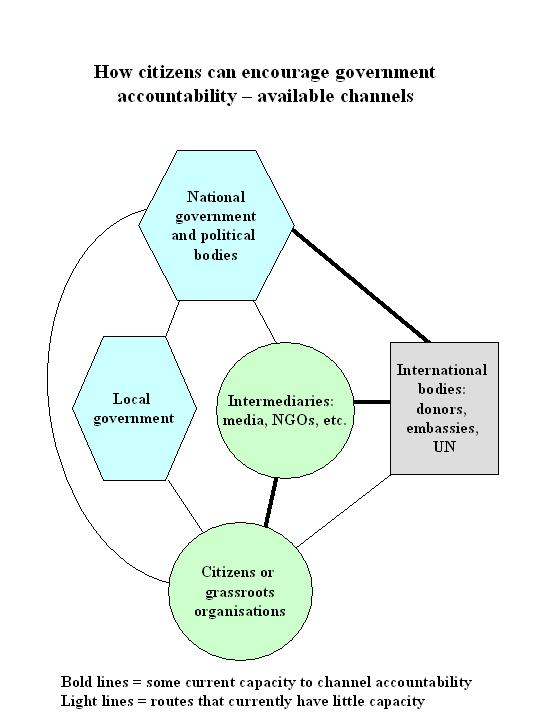 How citizens can encourage government
accountability – available channels
National
government
and political
bodies
Local
government
Intermediaries:
media, NGOs, etc.
International
bodies:
donors,
embassies,
UN
Citizens or
grassroots
organisations
Bold lines = some current capacity to channel accountability
Light lines = routes that currently have little capacity